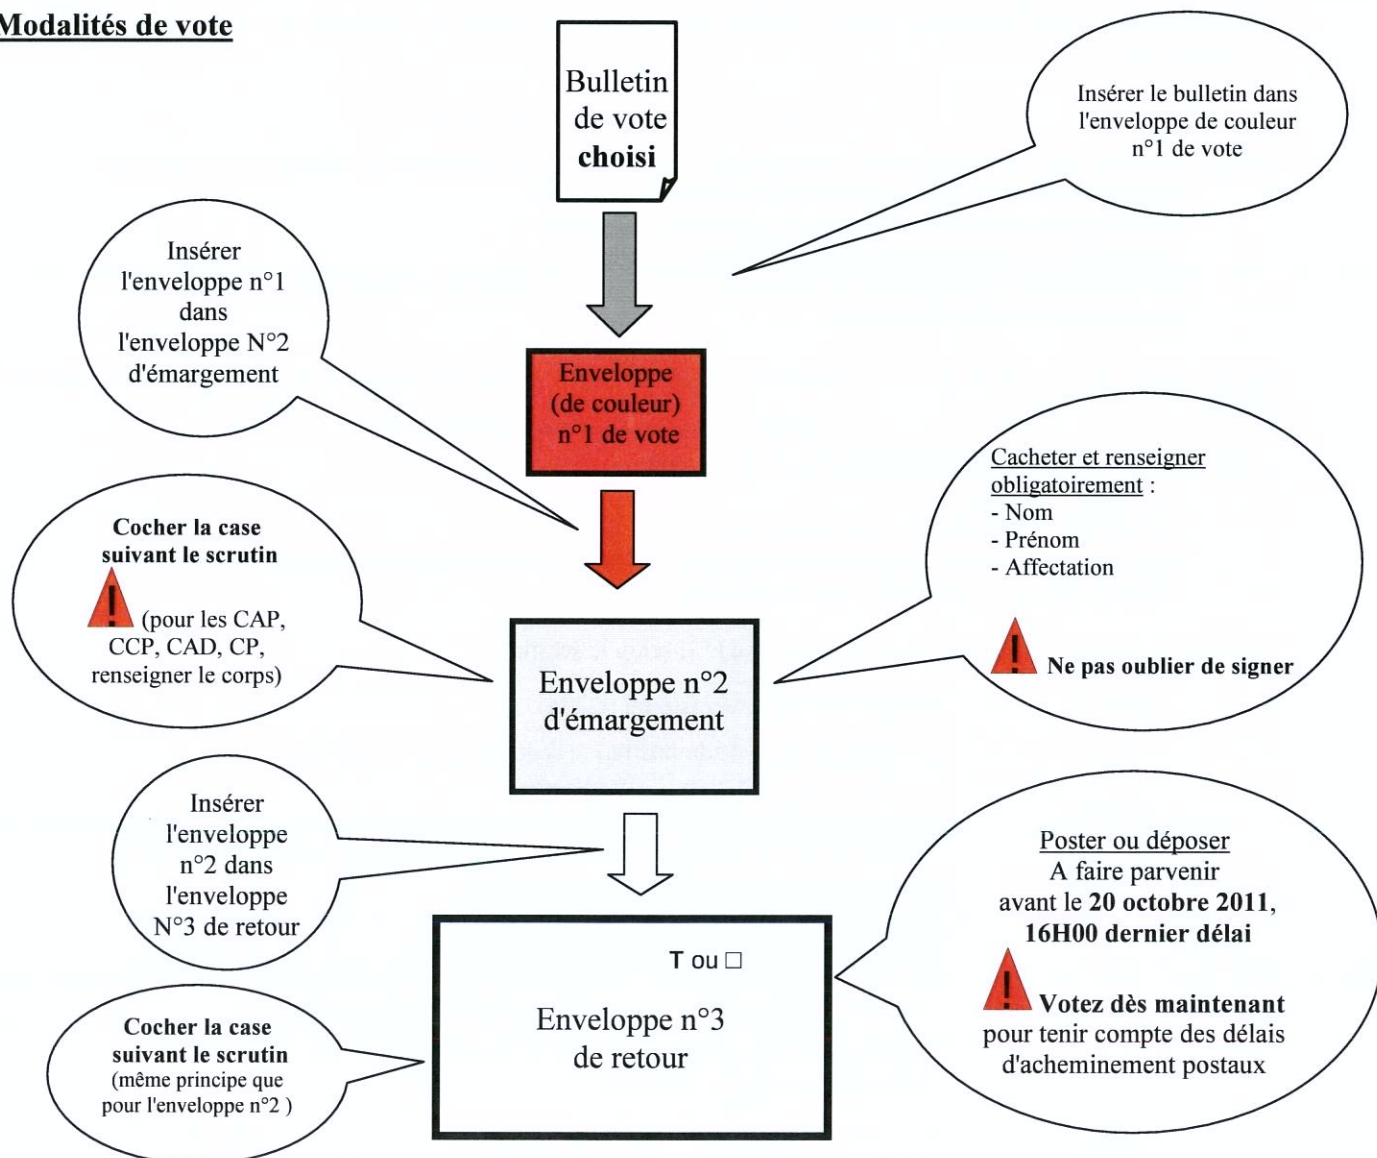 Modalités de vote
Bulletin
de vote
choisi
Insérer le bulletin dans
l'enveloppe de couleur
n°1 de vote
Insérer
l'enveloppe n°1
dans
l'enveloppe N°2
d'émargement
Enveloppe
(de couleur)
n°1 de vote
Cacheter et renseigner
obligatoirement :
- Nom
- Prénom
- Affectation
! Ne pas oublier de signer
Cocher la case
suivant le scrutin
! (pour les CAP,
CCP, CAD, CP,
renseigner le corps)
Enveloppe n°2
d'émargement
Insérer
l'enveloppe
n°2 dans
l'enveloppe
N°3 de retour
Poster ou déposer
A faire parvenir
avant le 20 octobre 2011,
16H00 dernier délai
! Votez dès maintenant
pour tenir compte des délais
d'acheminement postaux
T ou □
Enveloppe n°3
de retour
Cocher la case
suivant le scrutin
(même principe que
pour l'enveloppe n°2 )